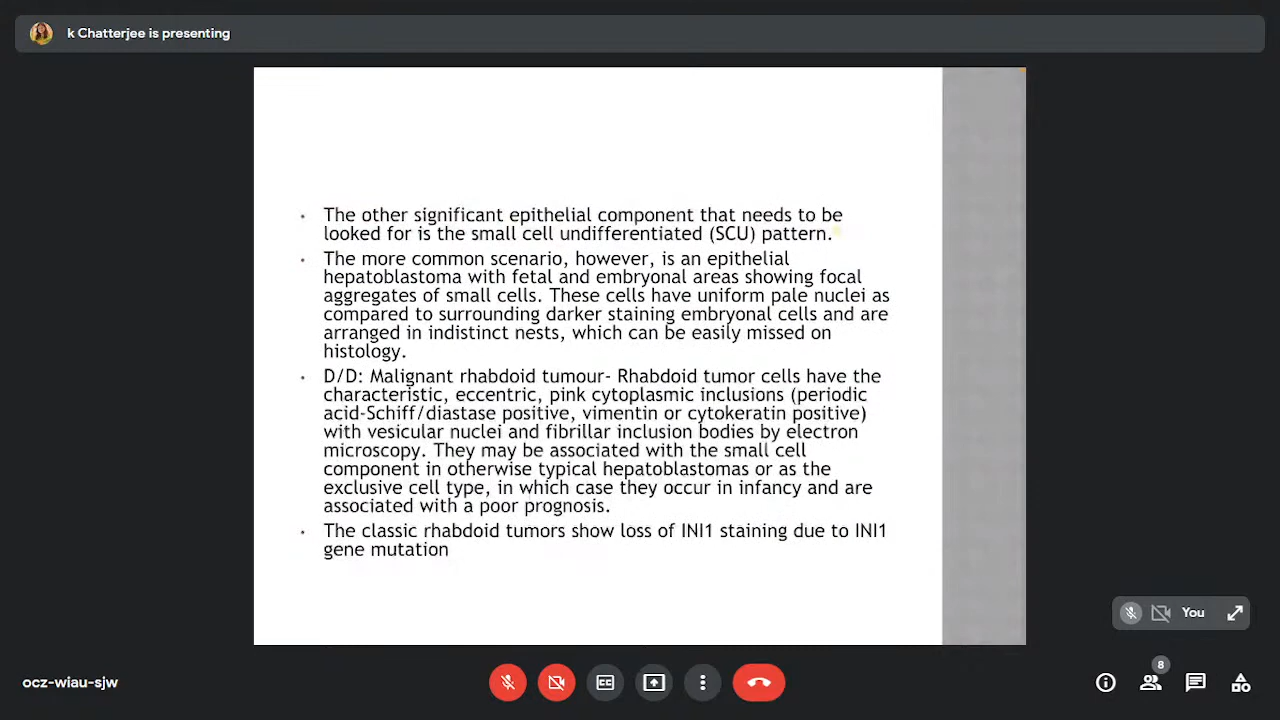 k Chatterjee is presenting
• The other significant epithelial component that needs to be
looked for is the small cell undifferentiated (SCU) pattern.
• The more common scenario, however, is an epithelial
hepatoblastoma with fetal and embryonal areas showing focal
aggregates of small cells. These cells have uniform pale nuclei as
compared to surrounding darker staining embryonal cells and are
arranged in indistinct nests, which can be easily missed on
histology.
• D/D: Malignant rhabdoid tumour- Rhabdoid tumor cells have the
characteristic, eccentric, pink cytoplasmic inclusions (periodic
acid-Schiff/diastase positive, vimentin or cytokeratin positive)
with vesicular nuclei and fibrillar inclusion bodies by electron
microscopy. They may be associated with the small cell
component in otherwise typical hepatoblastomas or as the
exclusive cell type, in which case they occur in infancy and are
associated with a poor prognosis.
• The classic rhabdoid tumors show loss of INI1 staining due to INI1
gene mutation
You
ocz-wiau-sjw
CC
8